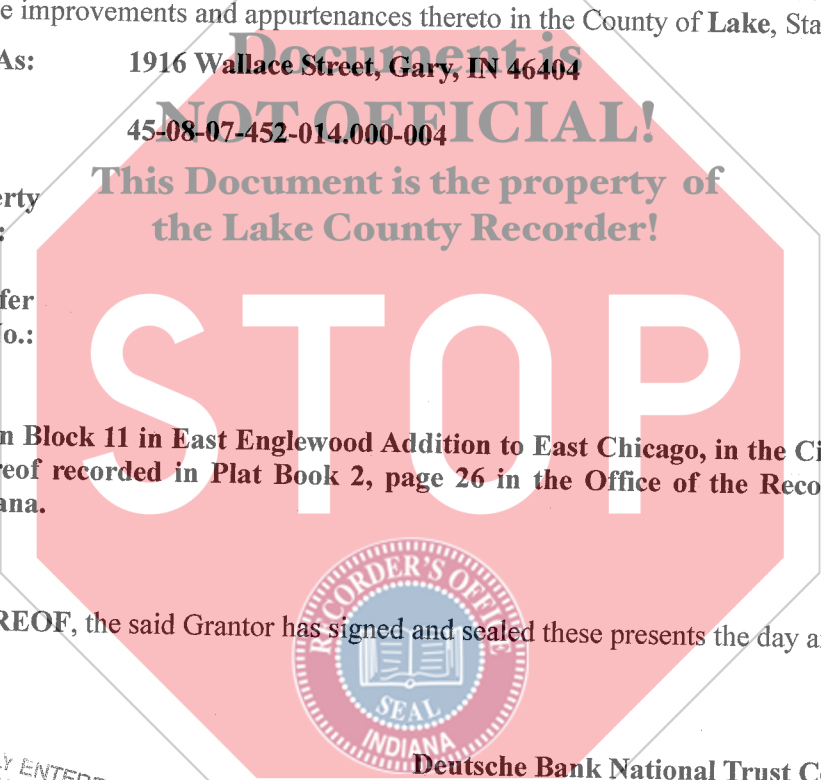 e improvements and appurtenances thereto in the County of Lake, Sta
Document is
As: 1916 Wallace Street, Gary, IN 46404
NOT OFFICIAL!
45-08-07-452-014.000-004
This Document is the property of
erty
the Lake County Recorder!
:
fer
o.:
STOP
n Block 11 in East Englewood Addition to East Chicago, in the Ci
reof recorded in Plat Book 2, page 26 in the Office of the Reco
ana.
RECORDER'S OFFICE
REOF, the said Grantor has signed and sealed these presents the day a
SEAL
INDIANA
Deutsche Bank National Trust C